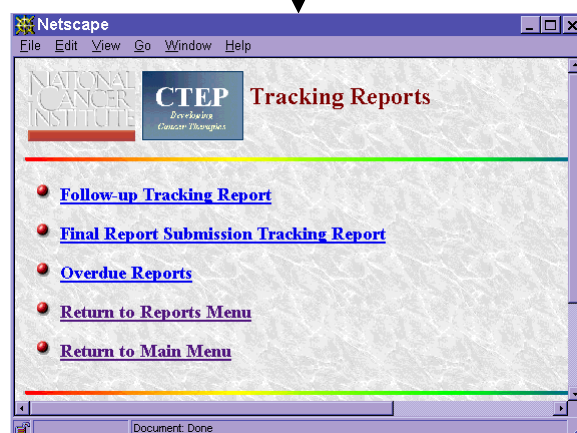 Netscape
File Edit View Go Window Help
NATIONAL
CANCER
INSTITUTE
CTEP
Developing
Cancer Therapies
Tracking Reports
Follow-up Tracking Report
Final Report Submission Tracking Report
Overdue Reports
Return to Reports Menu
Return to Main Menu
Document: Done